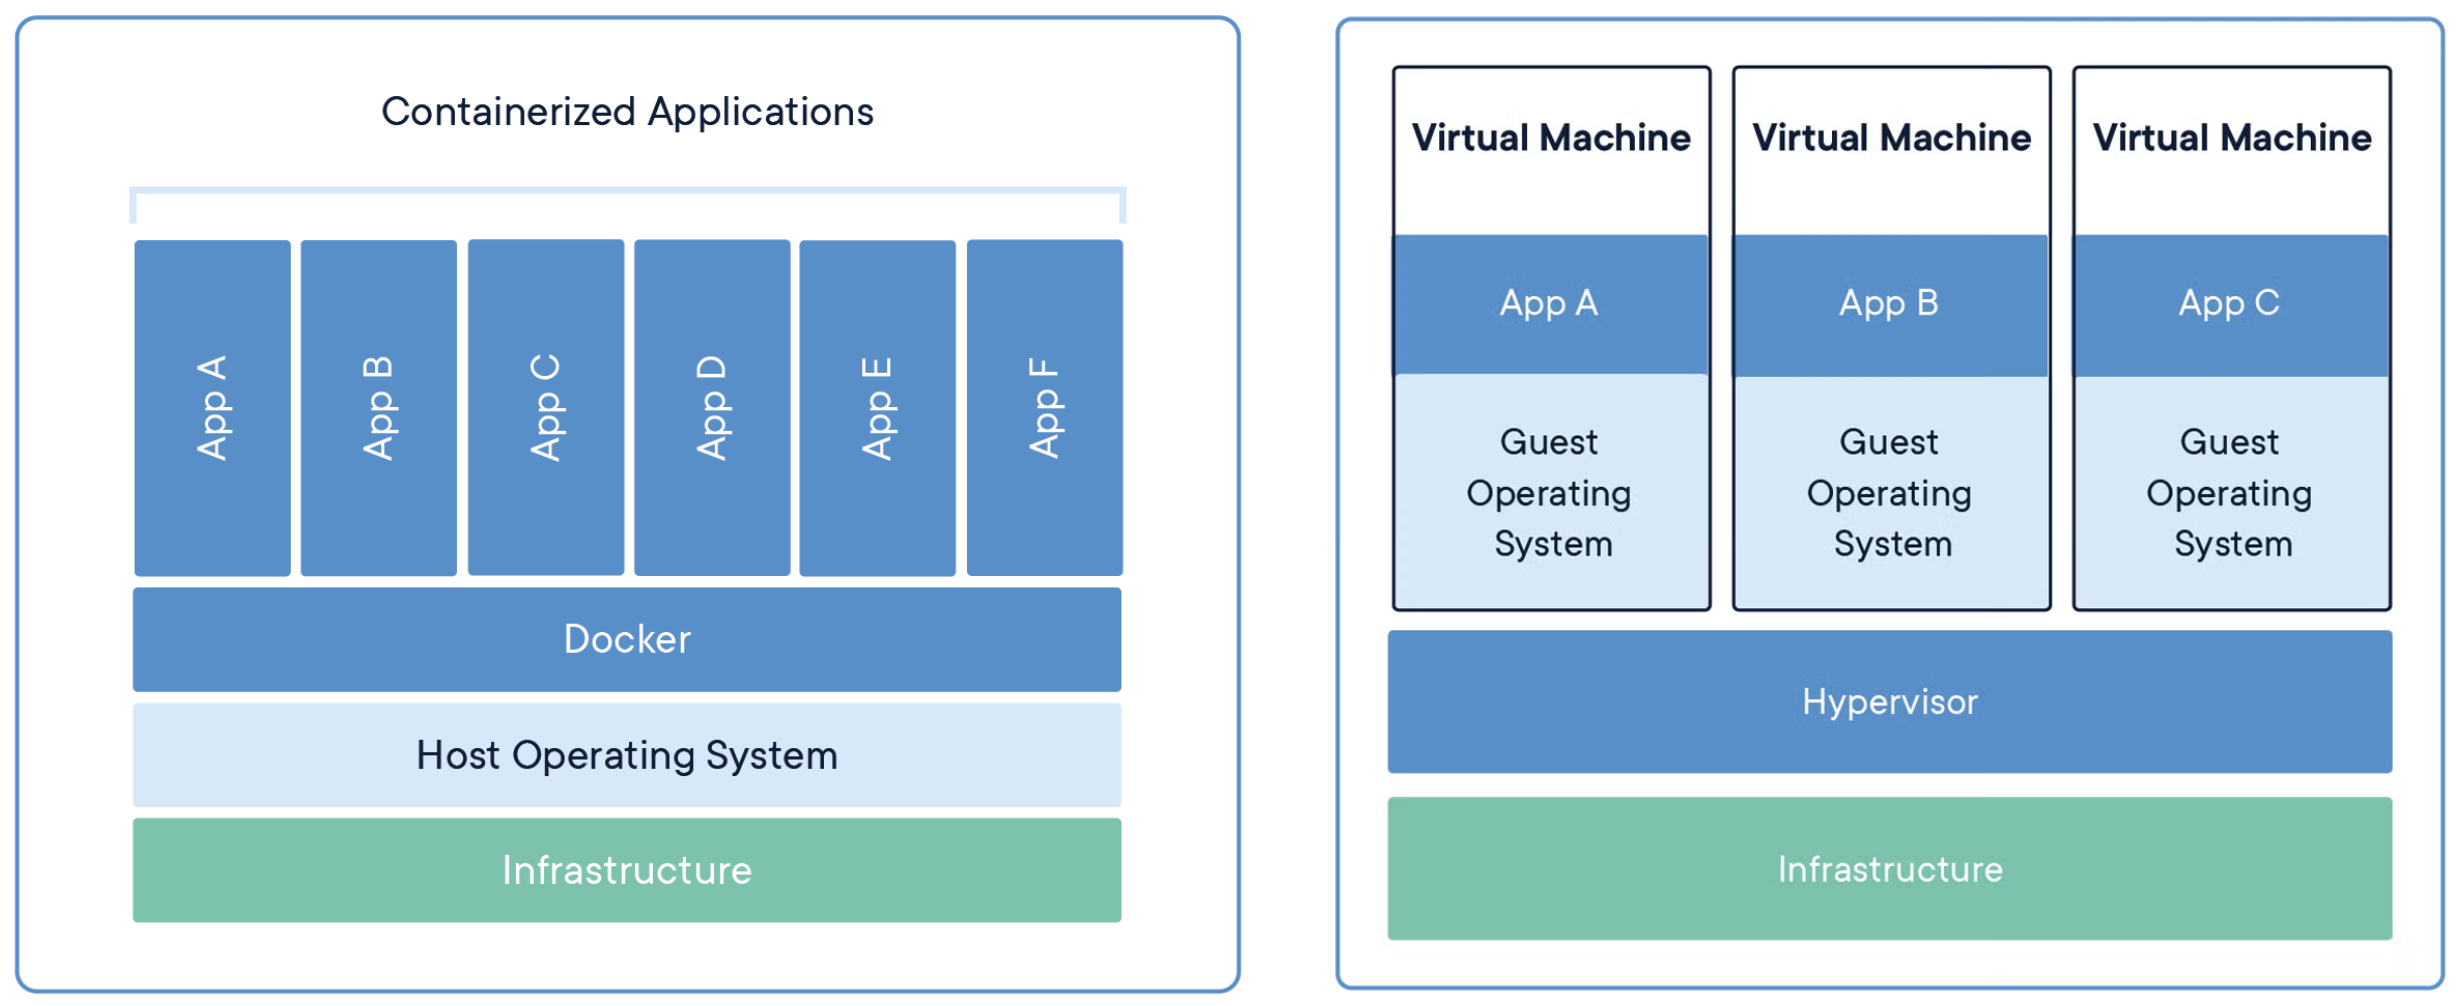 Containerized Applications
App A
App B
App C
App D
App E
App F
Docker
Host Operating System
Infrastructure
Virtual Machine
App A
Guest
Operating
System
Virtual Machine
App B
Guest
Operating
System
Virtual Machine
App C
Guest
Operating
System
Hypervisor
Infrastructure